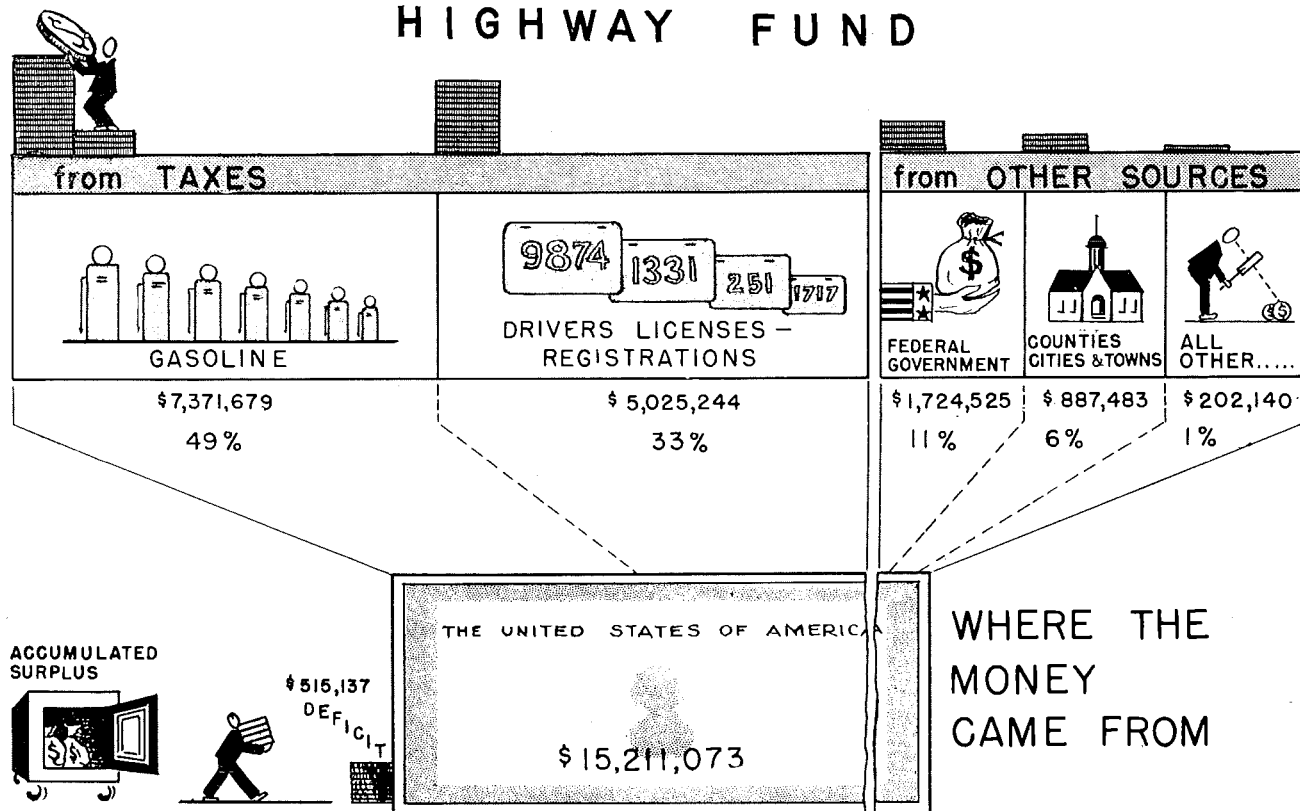 HIGHWAY FUND
from TAXES
from OTHER SOURCES
9874
1331
251
1717
$
GASOLINE
DRIVERS LICENSES —
REGISTRATIONS
FEDERAL
GOVERNMENT
COUNTIES
CITIES & TOWNS
$
ALL
OTHER.....
$7,371,679
$5,025,244
$1,724,525
$887,483
$202,140
49%
33%
11%
6%
1%
THE UNITED STATES OF AMERICA
$15,211,073
WHERE THE
MONEY
CAME FROM
ACCUMULATED
SURPLUS
$ $
$515,137
DEFICIT